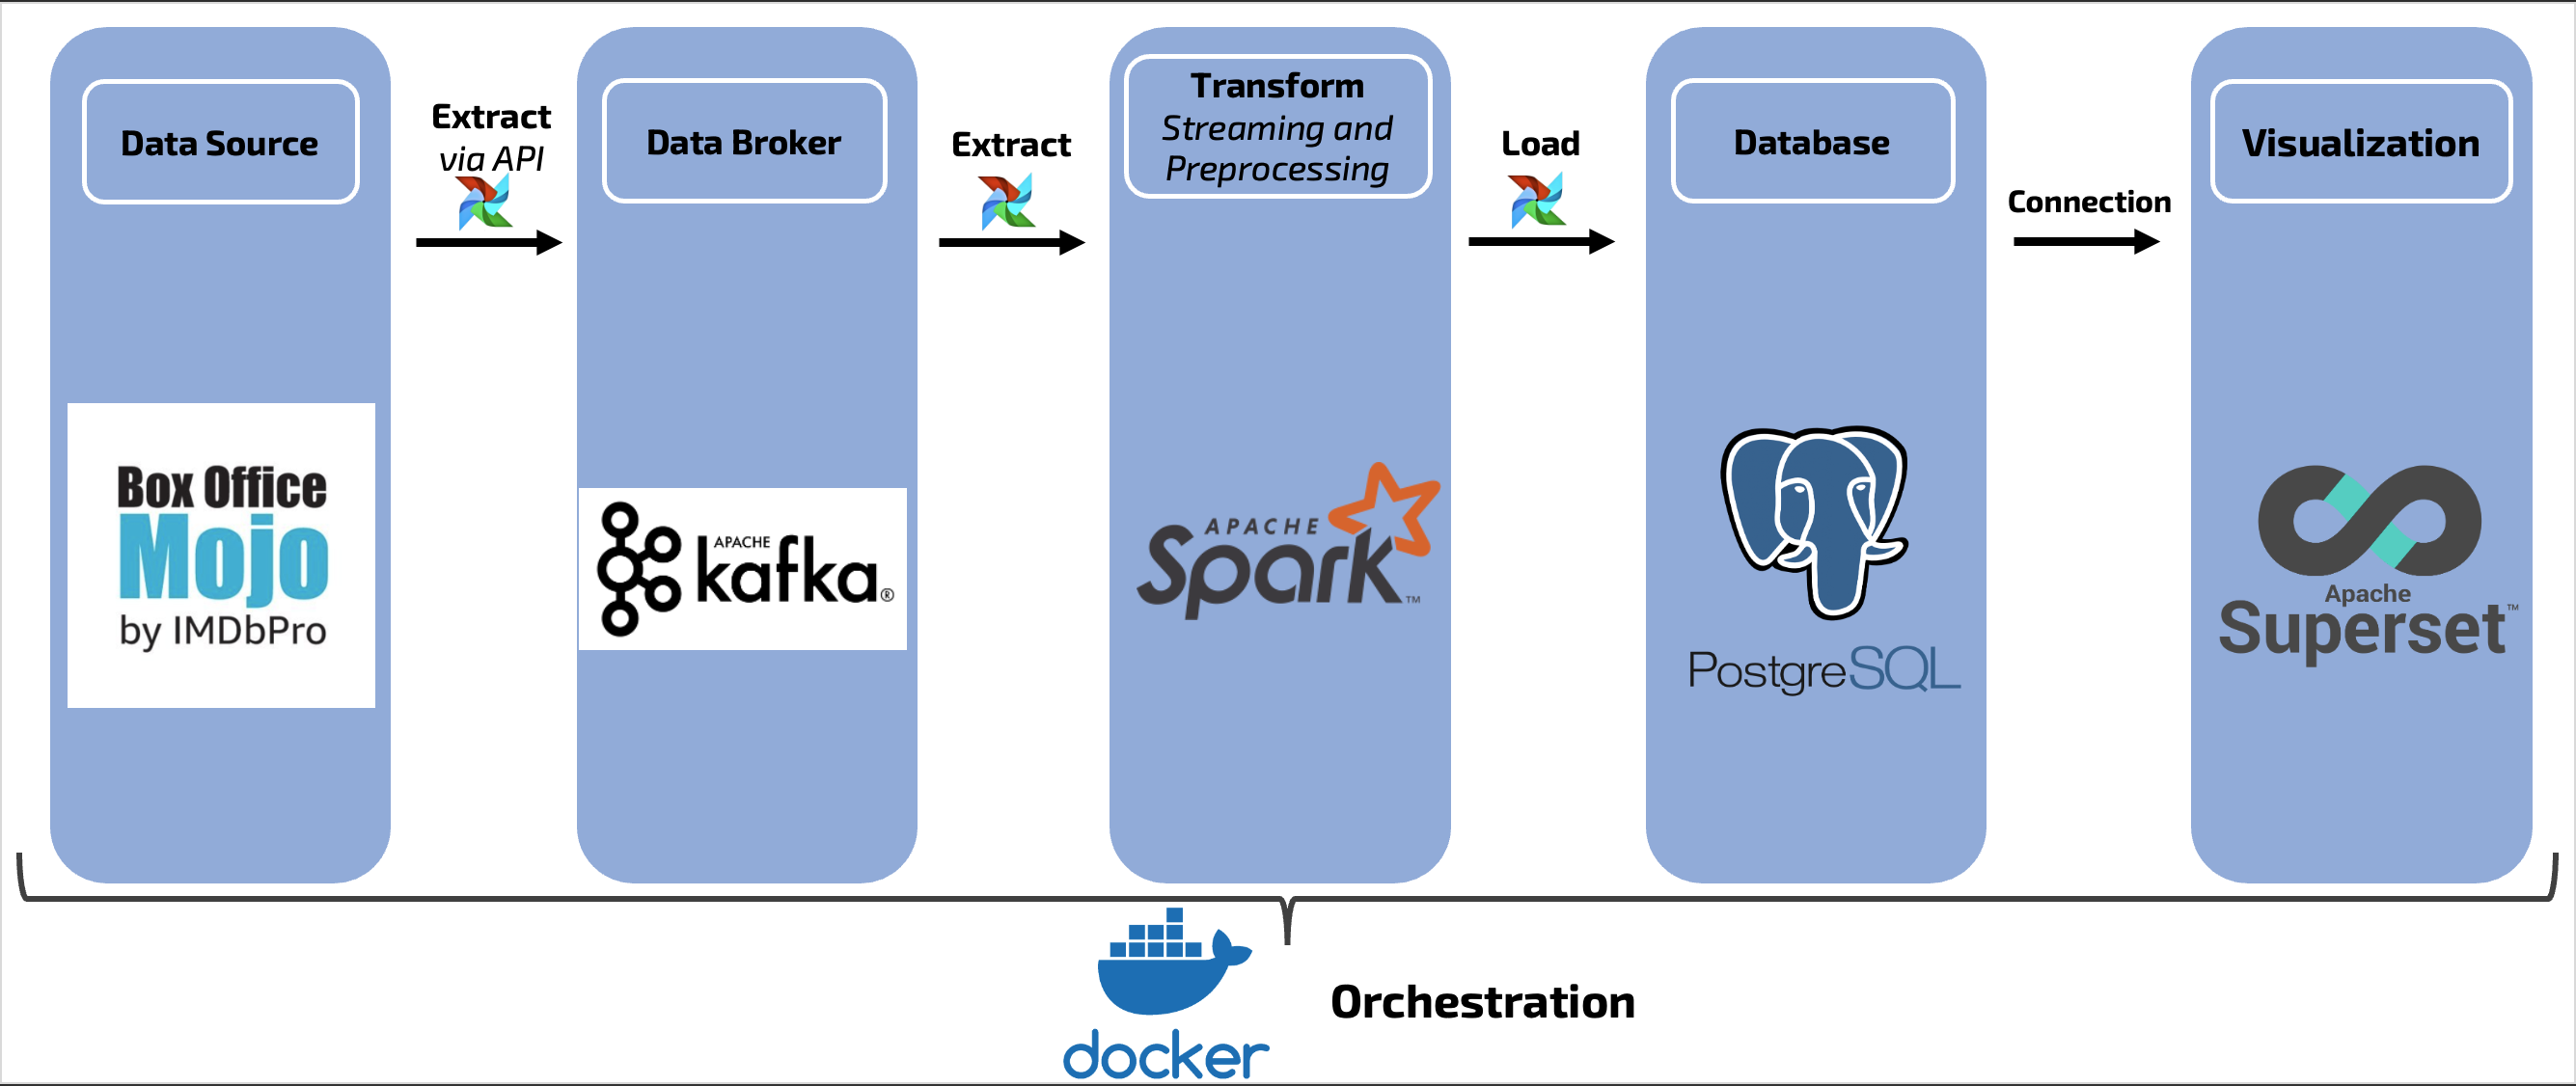 Data Source
Extract
via API
Data Broker
Extract
Transform
Streaming and
Preprocessing
Load
Database
Connection
Visualization
Box Office
Mojo
by IMDbPro
APACHE
kafka®
APACHE
Spark™
PostgreSQL
Apache
Superset™
docker
Orchestration